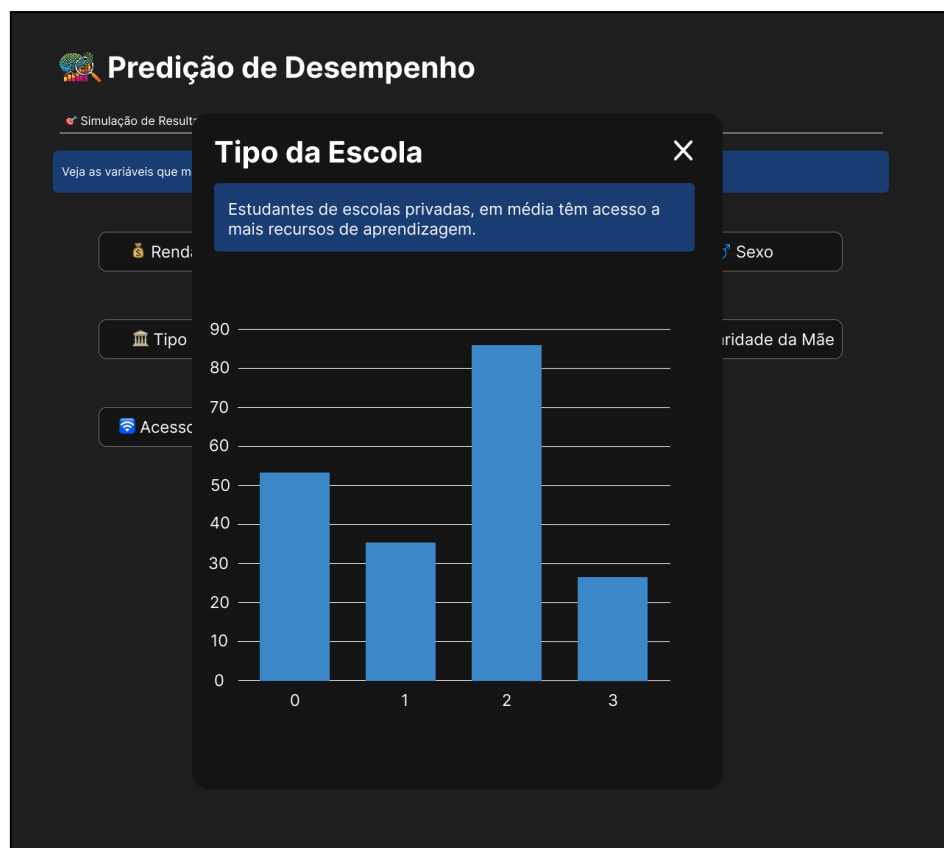 Predição de Desempenho
Simulação de Result
Tipo da Escola
Veja as variáveis que m
Estudantes de escolas privadas, em média têm acesso a
mais recursos de aprendizagem.
Renda
Sexo
Tipo
ridade da Mãe
Acesso
90
80
70
60
50
40
30
20
10
0
0 1 2 3